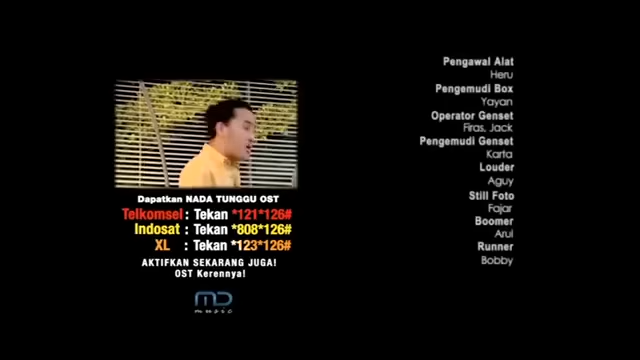 Dapatkan NADA TUNGGU OST
Telkomsel : Tekan *121*126#
Indosat : Tekan *808*126#
XL : Tekan *123*126#
AKTIFKAN SEKARANG JUGA!
OST Kerennya!
MD
music
Pengawal Alat
Heru
Pengemudi Box
Yayan
Operator Genset
Firas, Jack
Pengemudi Genset
Karta
Louder
Aguy
Still Foto
Fajar
Boomer
Arui
Runner
Bobby